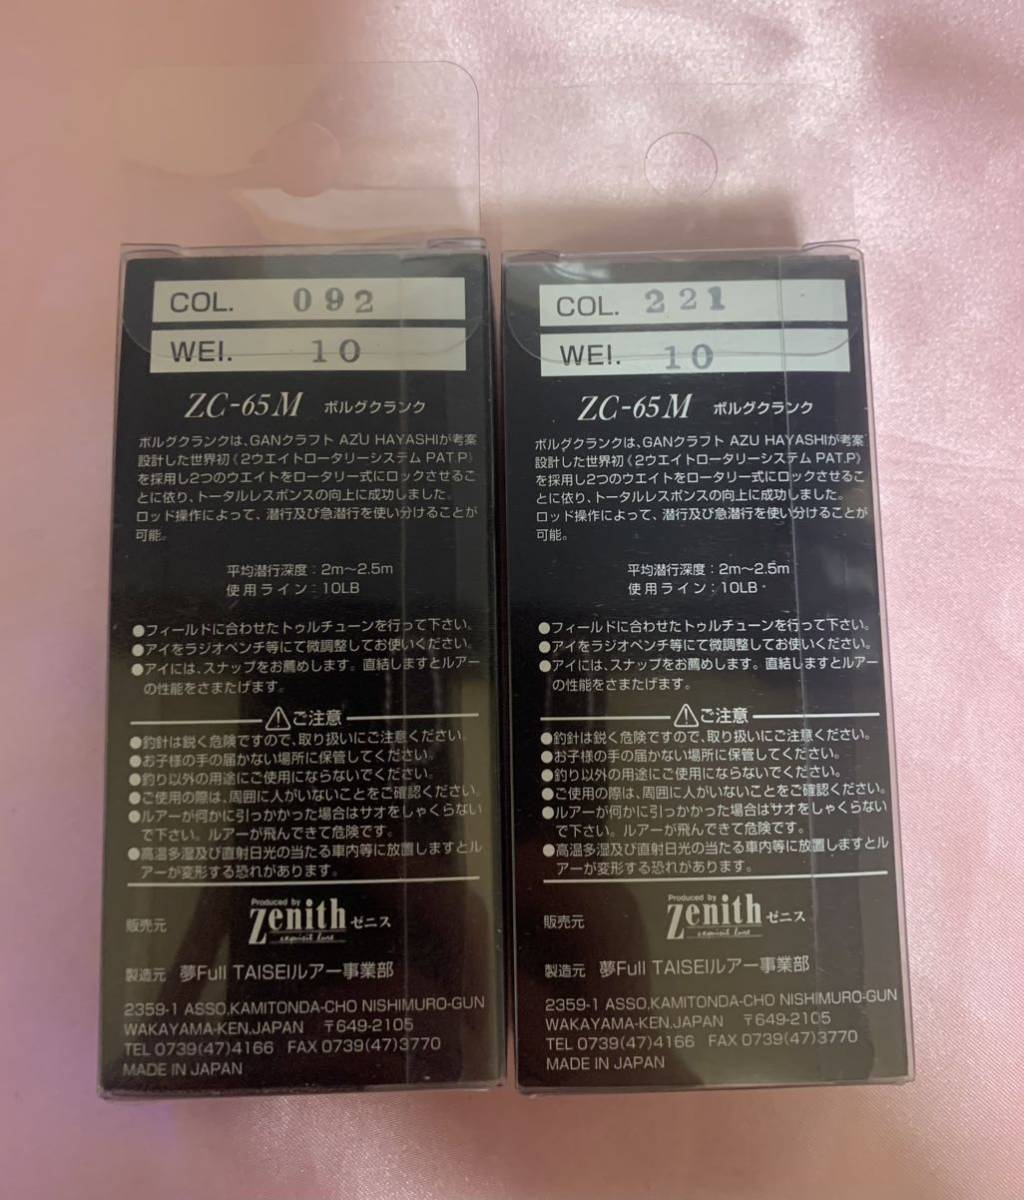 COL. 092
WEI. 10
ZC-65M ボルグクランク
ボルグクランクは、GANクラフト AZU HAYASHIが考案
設計した世界初《2ウエイトロータリーシステム PAT.P》
を採用し2つのウエイトをロータリー式にロックさせるこ
とに依り、トータルレスポンスの向上に成功しました。
ロッド操作によって、潜行及び急潜行を使い分けることが
可能。
平均潜行深度：2m～2.5m
使用ライン：10LB
●フィールドに合わせたトゥルチューンを行って下さい。
●アイをラジオペンチ等にて微調整してお使いください。
●アイには、スナップをお薦めします。直結しますとルアー
の性能をさまたげます。
⚠ご注意
●釣針は鋭く危険ですので、取り扱いにご注意ください。
●お子様の手の届かない場所に保管してください。
●釣り以外の用途にご使用にならないでください。
●ご使用の際は、周囲に人がいないことをご確認ください。
●ルアーが何かに引っかかった場合はサオをしゃくらない
で下さい。ルアーが飛んできて危険です。
●高温多湿及び直射日光の当たる車内等に放置しますとル
アーが変形する恐れがあります。
Produced by
販売元 Zenith ゼニス
exquisit lure
製造元 夢Full TAISEIルアー事業部
2359-1 ASSO.KAMITONDA-CHO NISHIMURO-GUN
WAKAYAMA-KEN.JAPAN 〒649-2105
TEL 0739(47)4166 FAX 0739(47)3770
MADE IN JAPAN
COL. 221
WEI. 10
ZC-65M ボルグクランク
ボルグクランクは、GANクラフト AZU HAYASHIが考案
設計した世界初《2ウエイトロータリーシステム PAT.P》
を採用し2つのウエイトをロータリー式にロックさせるこ
とに依り、トータルレスポンスの向上に成功しました。
ロッド操作によって、潜行及び急潜行を使い分けることが
可能。
平均潜行深度：2m～2.5m
使用ライン：10LB
●フィールドに合わせたトゥルチューンを行って下さい。
●アイをラジオペンチ等にて微調整してお使いください。
●アイには、スナップをお薦めします。直結しますとルアー
の性能をさまたげます。
⚠ご注意
●釣針は鋭く危険ですので、取り扱いにご注意ください。
●お子様の手の届かない場所に保管してください。
●釣り以外の用途にご使用にならないでください。
●ご使用の際は、周囲に人がいないことをご確認ください。
●ルアーが何かに引っかかった場合はサオをしゃくらない
で下さい。ルアーが飛んできて危険です。
●高温多湿及び直射日光の当たる車内等に放置しますとル
アーが変形する恐れがあります。
Produced by
販売元 Zenith ゼニス
exquisit lure
製造元 夢Full TAISEIルアー事業部
2359-1 ASSO.KAMITONDA-CHO NISHIMURO-GUN
WAKAYAMA-KEN.JAPAN 〒649-2105
TEL 0739(47)4166 FAX 0739(47)3770
MADE IN JAPAN